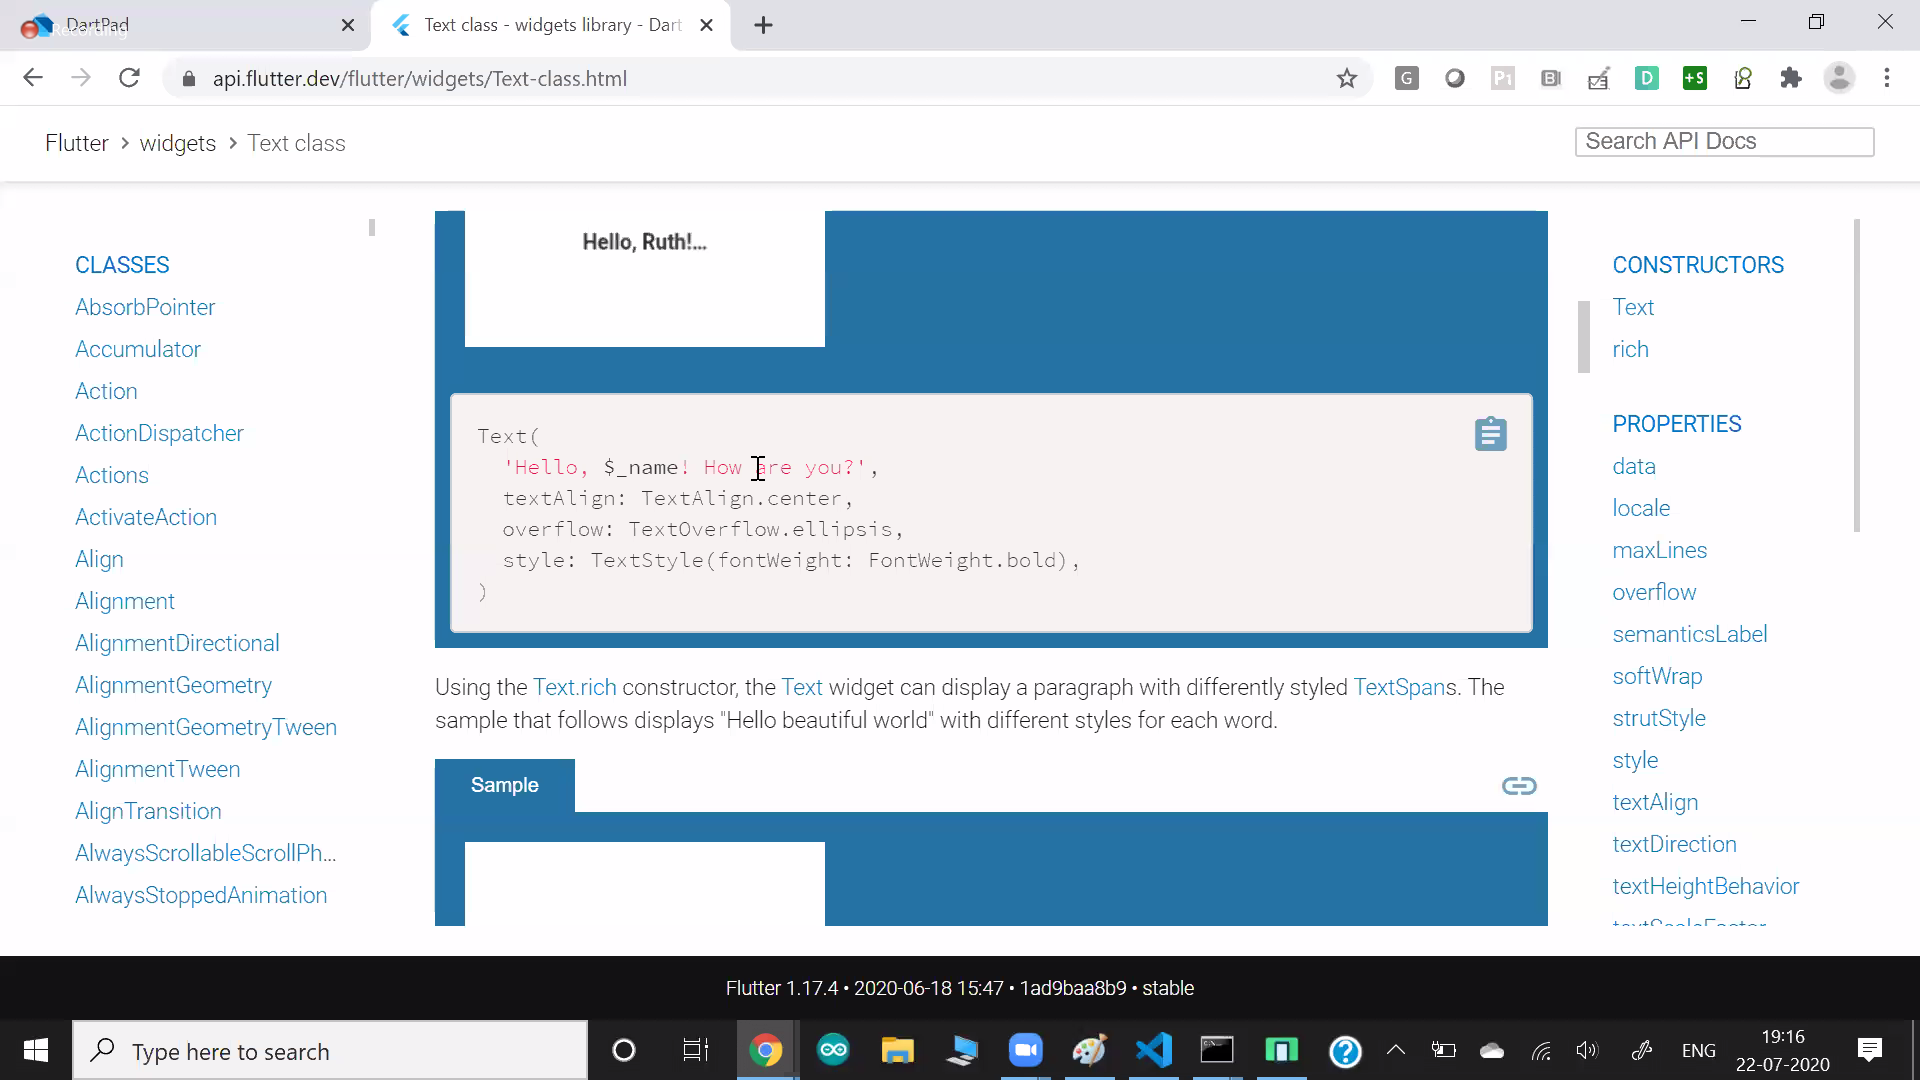 DartPad
Recording
Text class - widgets library - Dart
api.flutter.dev/flutter/widgets/Text-class.html
G
P1
B
D
+S
Flutter > widgets > Text class
Search API Docs
CLASSES
AbsorbPointer
Accumulator
Action
ActionDispatcher
Actions
ActivateAction
Align
Alignment
AlignmentDirectional
AlignmentGeometry
AlignmentGeometryTween
AlignmentTween
AlignTransition
AlwaysScrollableScrollPh...
AlwaysStoppedAnimation
Hello, Ruth!...
Text(
'Hello, $_name! How are you?',
textAlign: TextAlign.center,
overflow: TextOverflow.ellipsis,
style: TextStyle(fontWeight: FontWeight.bold),
)
Using the Text.rich constructor, the Text widget can display a paragraph with differently styled TextSpans. The
sample that follows displays "Hello beautiful world" with different styles for each word.
Sample
CONSTRUCTORS
Text
rich
PROPERTIES
data
locale
maxLines
overflow
semanticsLabel
softWrap
strutStyle
style
textAlign
textDirection
textHeightBehavior
textScaleFactor
Flutter 1.17.4 • 2020-06-18 15:47 • 1ad9baa8b9 • stable
Type here to search
ENG
19:16
22-07-2020